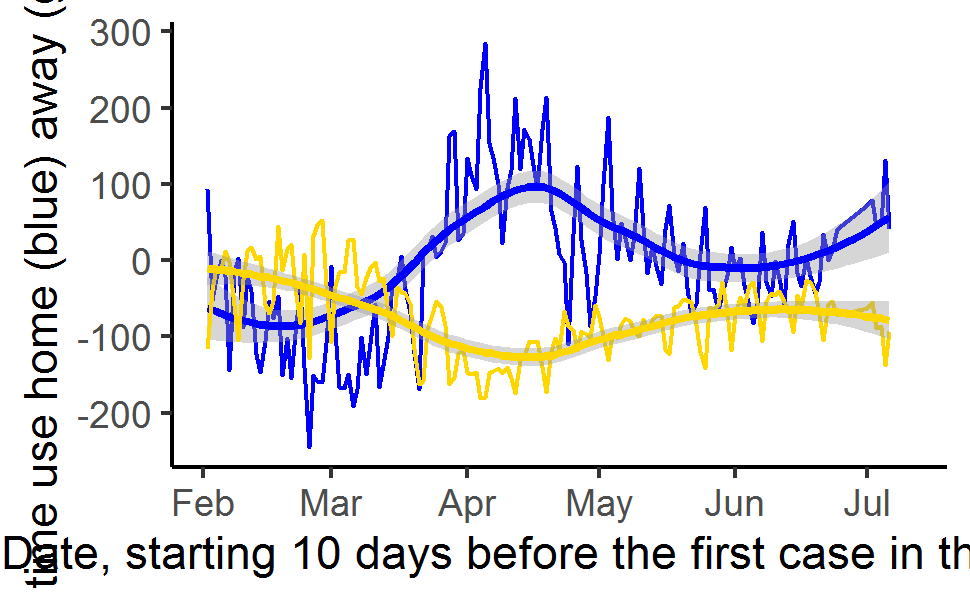 time use home (blue) away (
300
200
100
0
-100
-200
Feb Mar Apr May Jun Jul
Date, starting 10 days before the first case in th